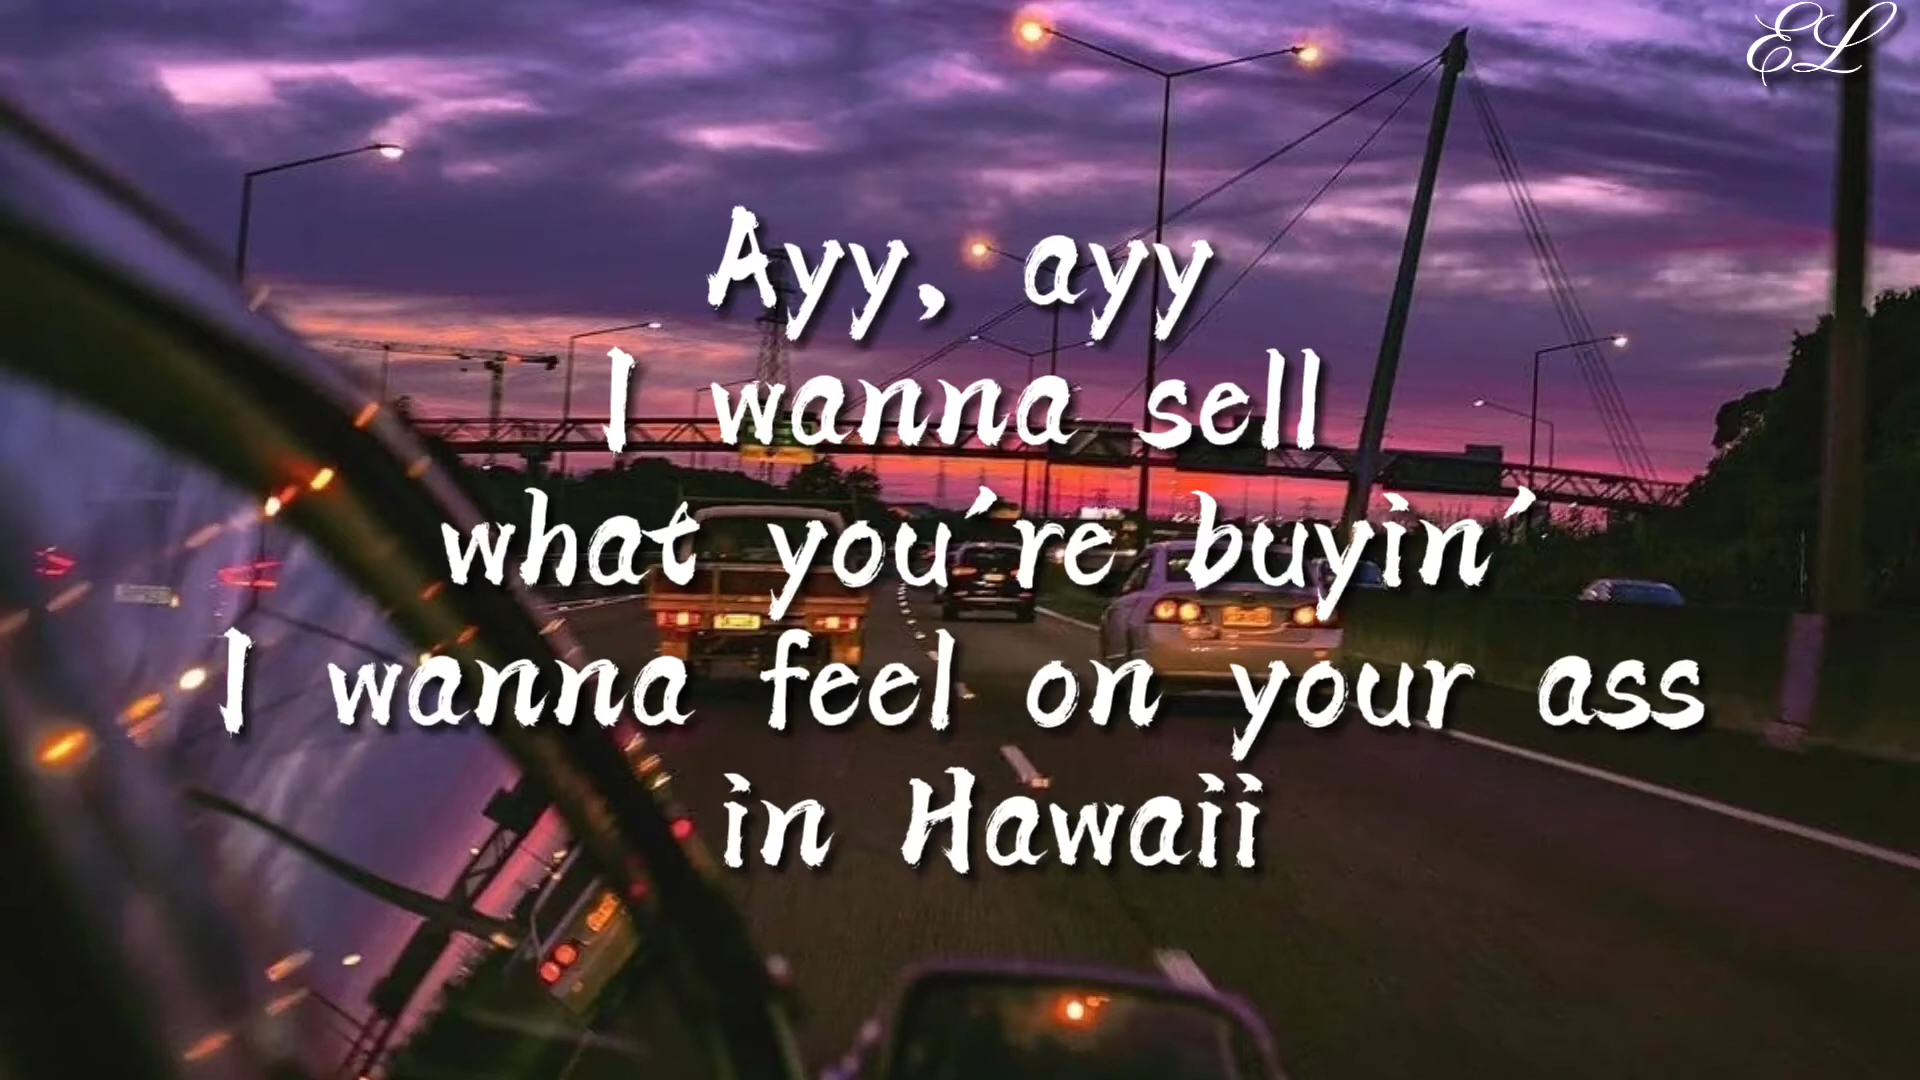 EL
Ayy, ayy
I wanna sell
what you're buyin'
I wanna feel on your ass
in Hawaii